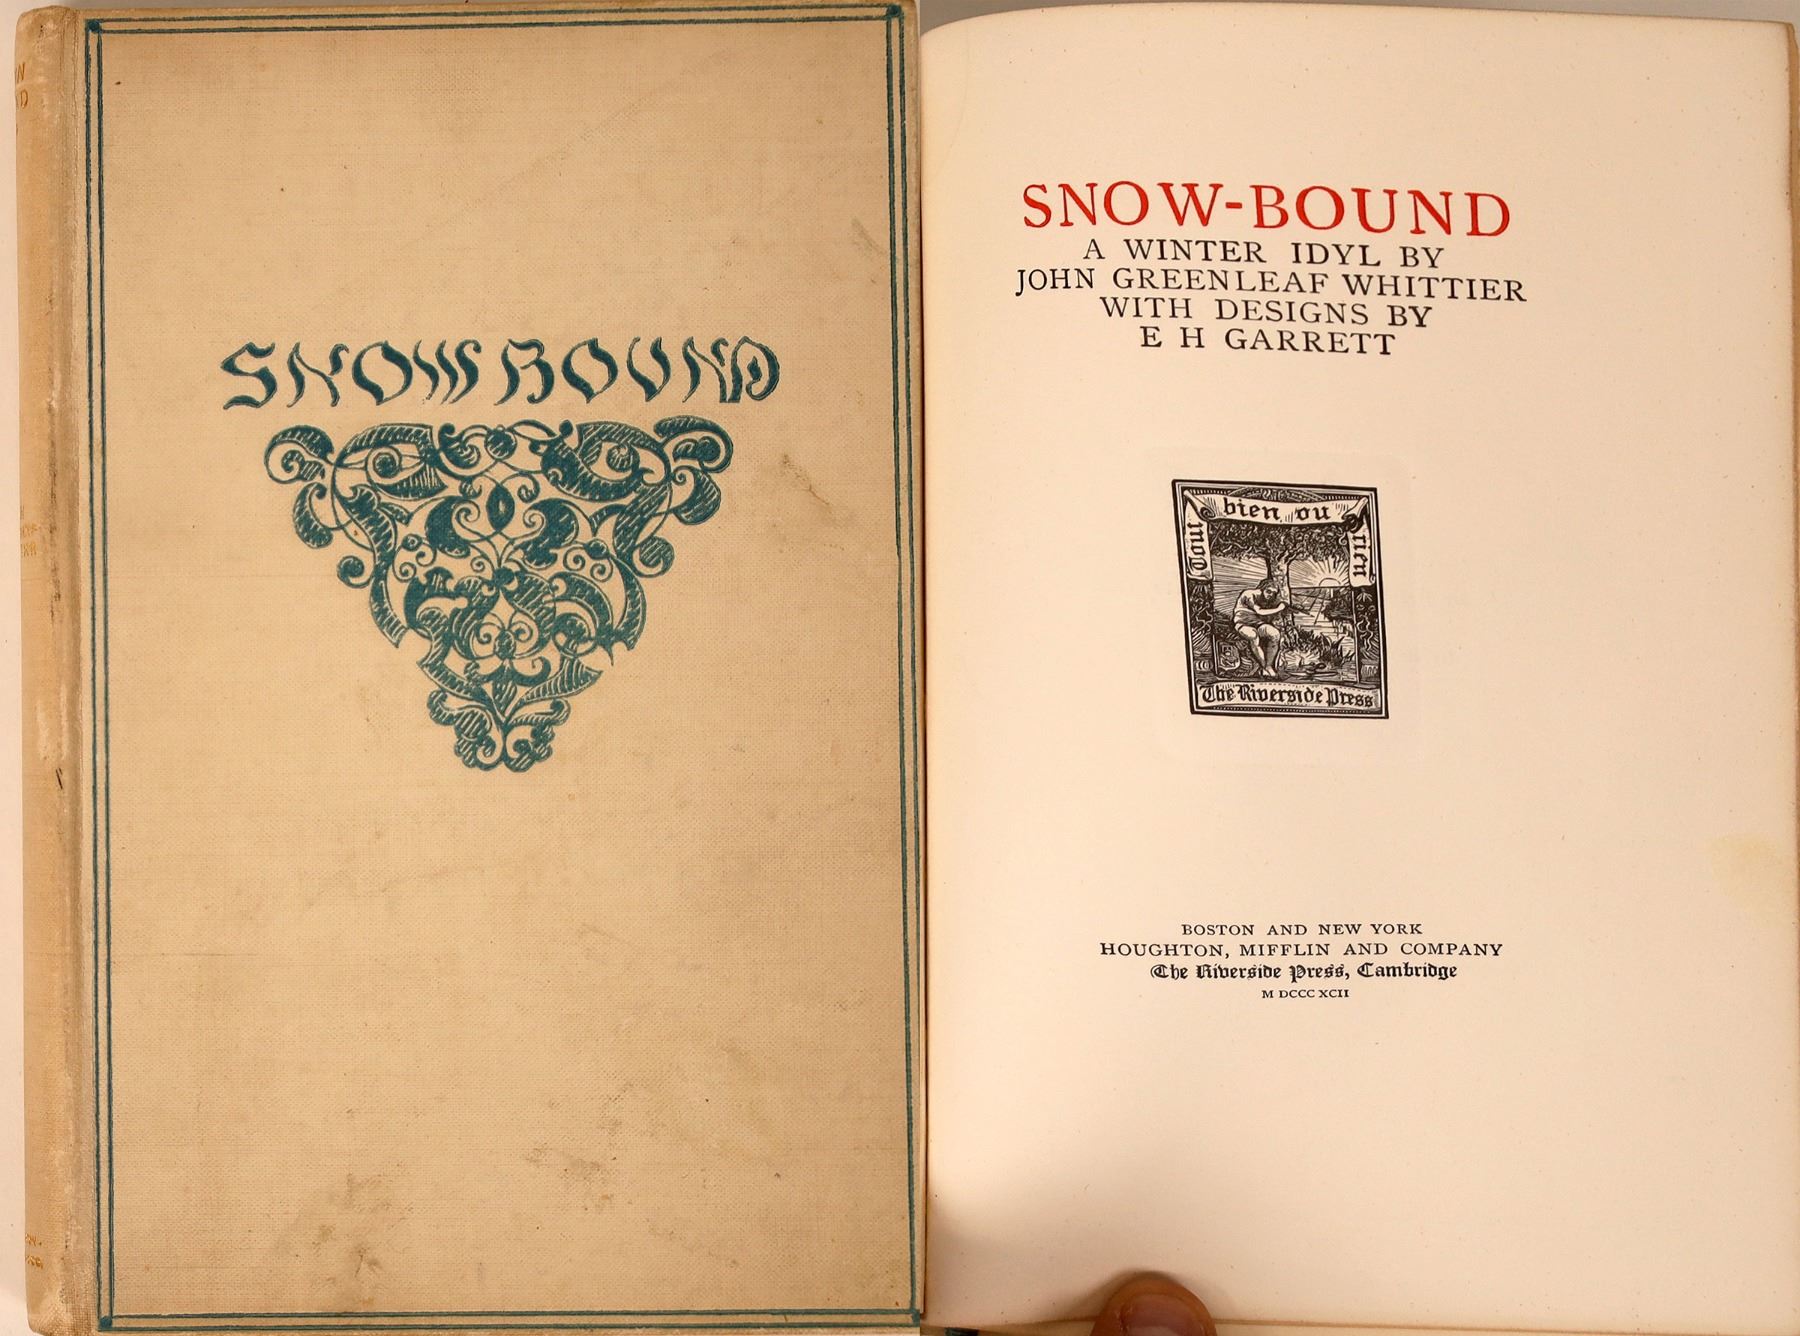 SNOW BOUND
SNOW-BOUND
A WINTER IDYL BY
JOHN GREENLEAF WHITTIER
WITH DESIGNS BY
E H GARRETT
Tout bien ou rien
The Riverside Press
BOSTON AND NEW YORK
HOUGHTON, MIFFLIN AND COMPANY
The Riverside Press, Cambridge
M DCCC XCII